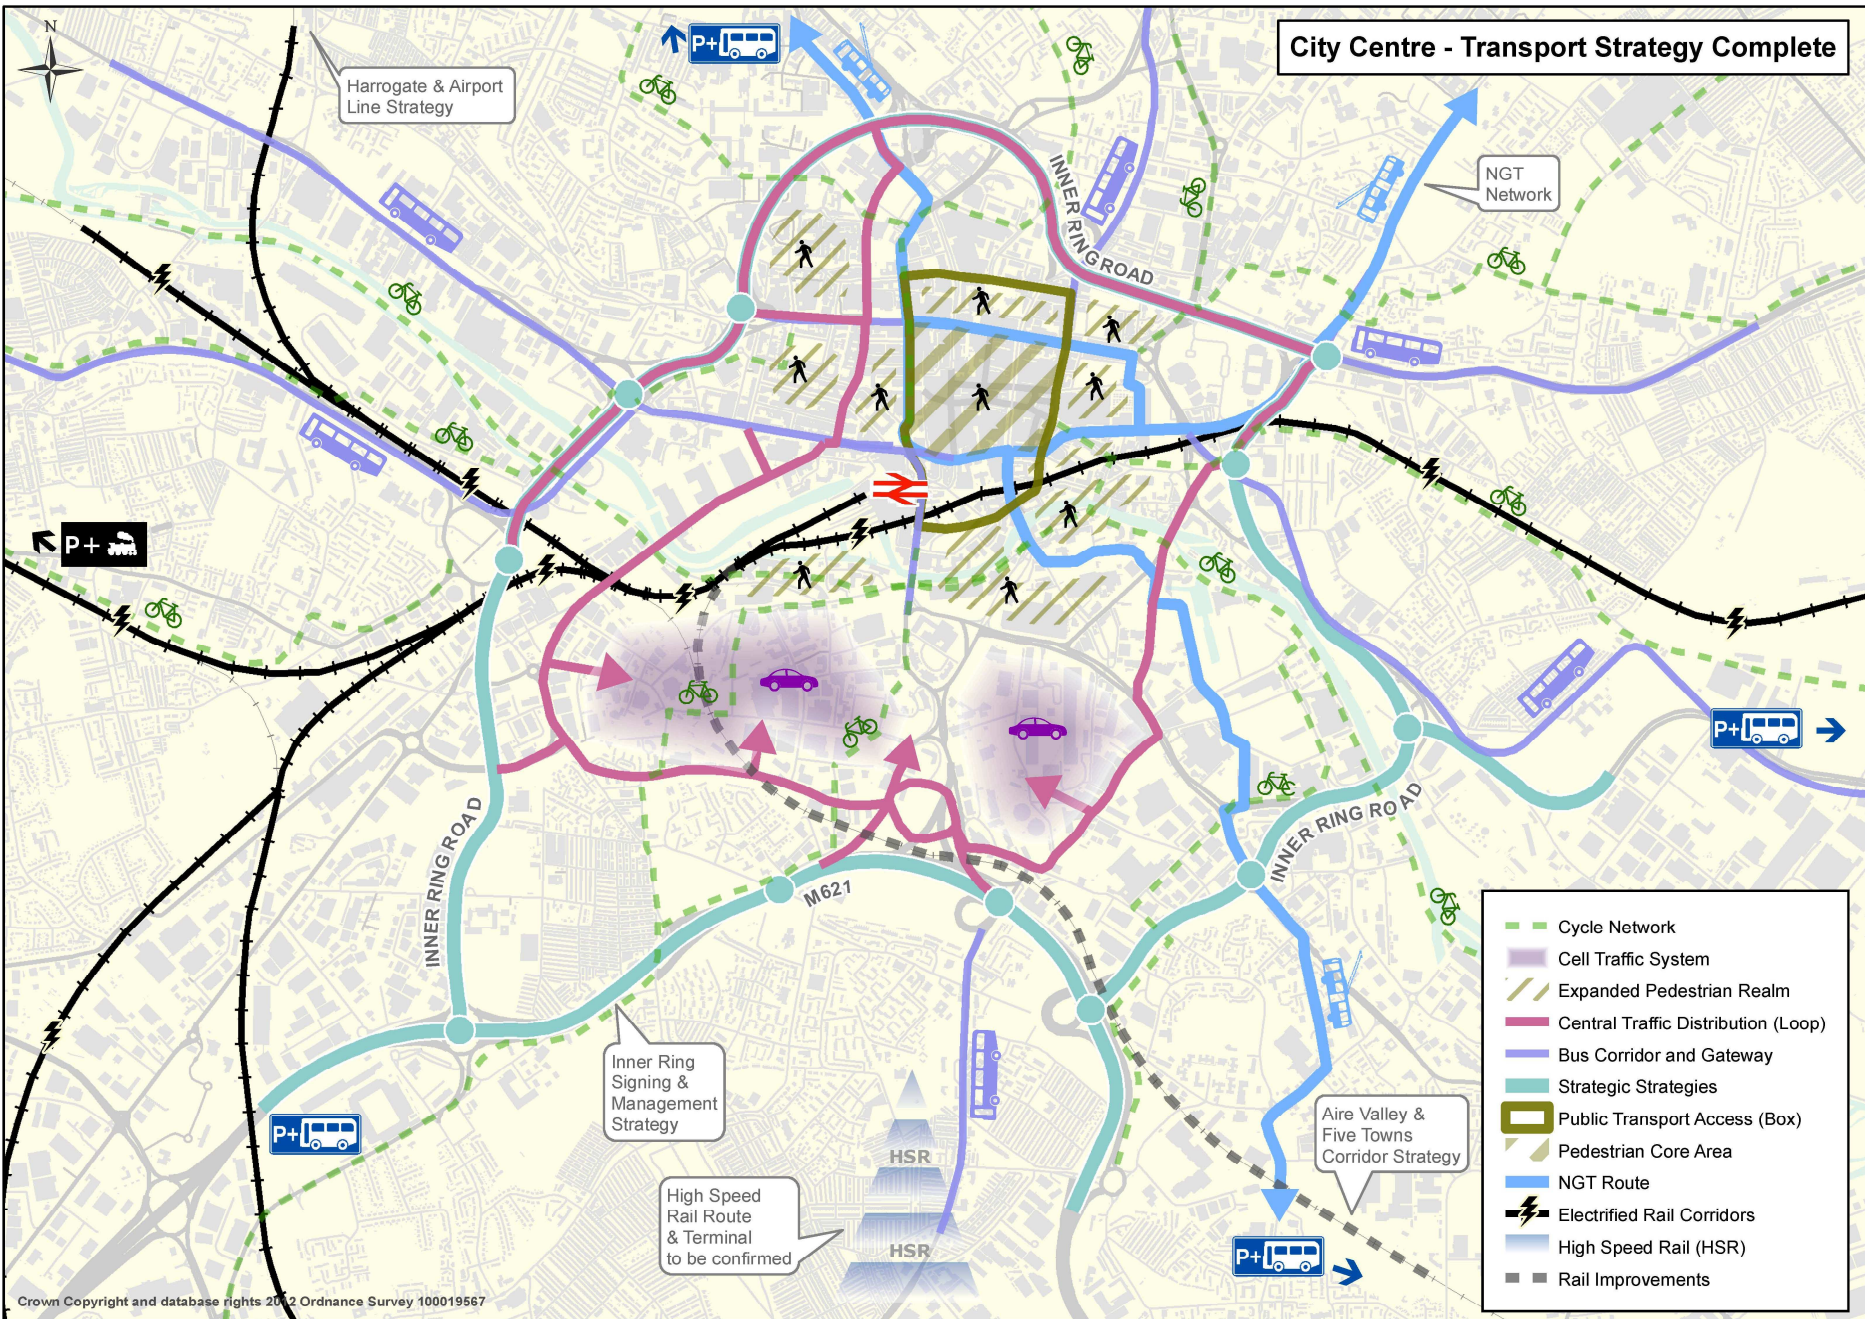 City Centre - Transport Strategy Complete
N
P+
Harrogate & Airport
Line Strategy
NGT
Network
INNER RING ROAD
P+
P+
INNER RING ROAD
INNER RING ROAD
M621
Inner Ring
Signing &
Management
Strategy
P+
HSR
HSR
High Speed
Rail Route
& Terminal
to be confirmed
Aire Valley &
Five Towns
Corridor Strategy
P+
Cycle Network
Cell Traffic System
Expanded Pedestrian Realm
Central Traffic Distribution (Loop)
Bus Corridor and Gateway
Strategic Strategies
Public Transport Access (Box)
Pedestrian Core Area
NGT Route
Electrified Rail Corridors
High Speed Rail (HSR)
Rail Improvements
Crown Copyright and database rights 2012 Ordnance Survey 100019567